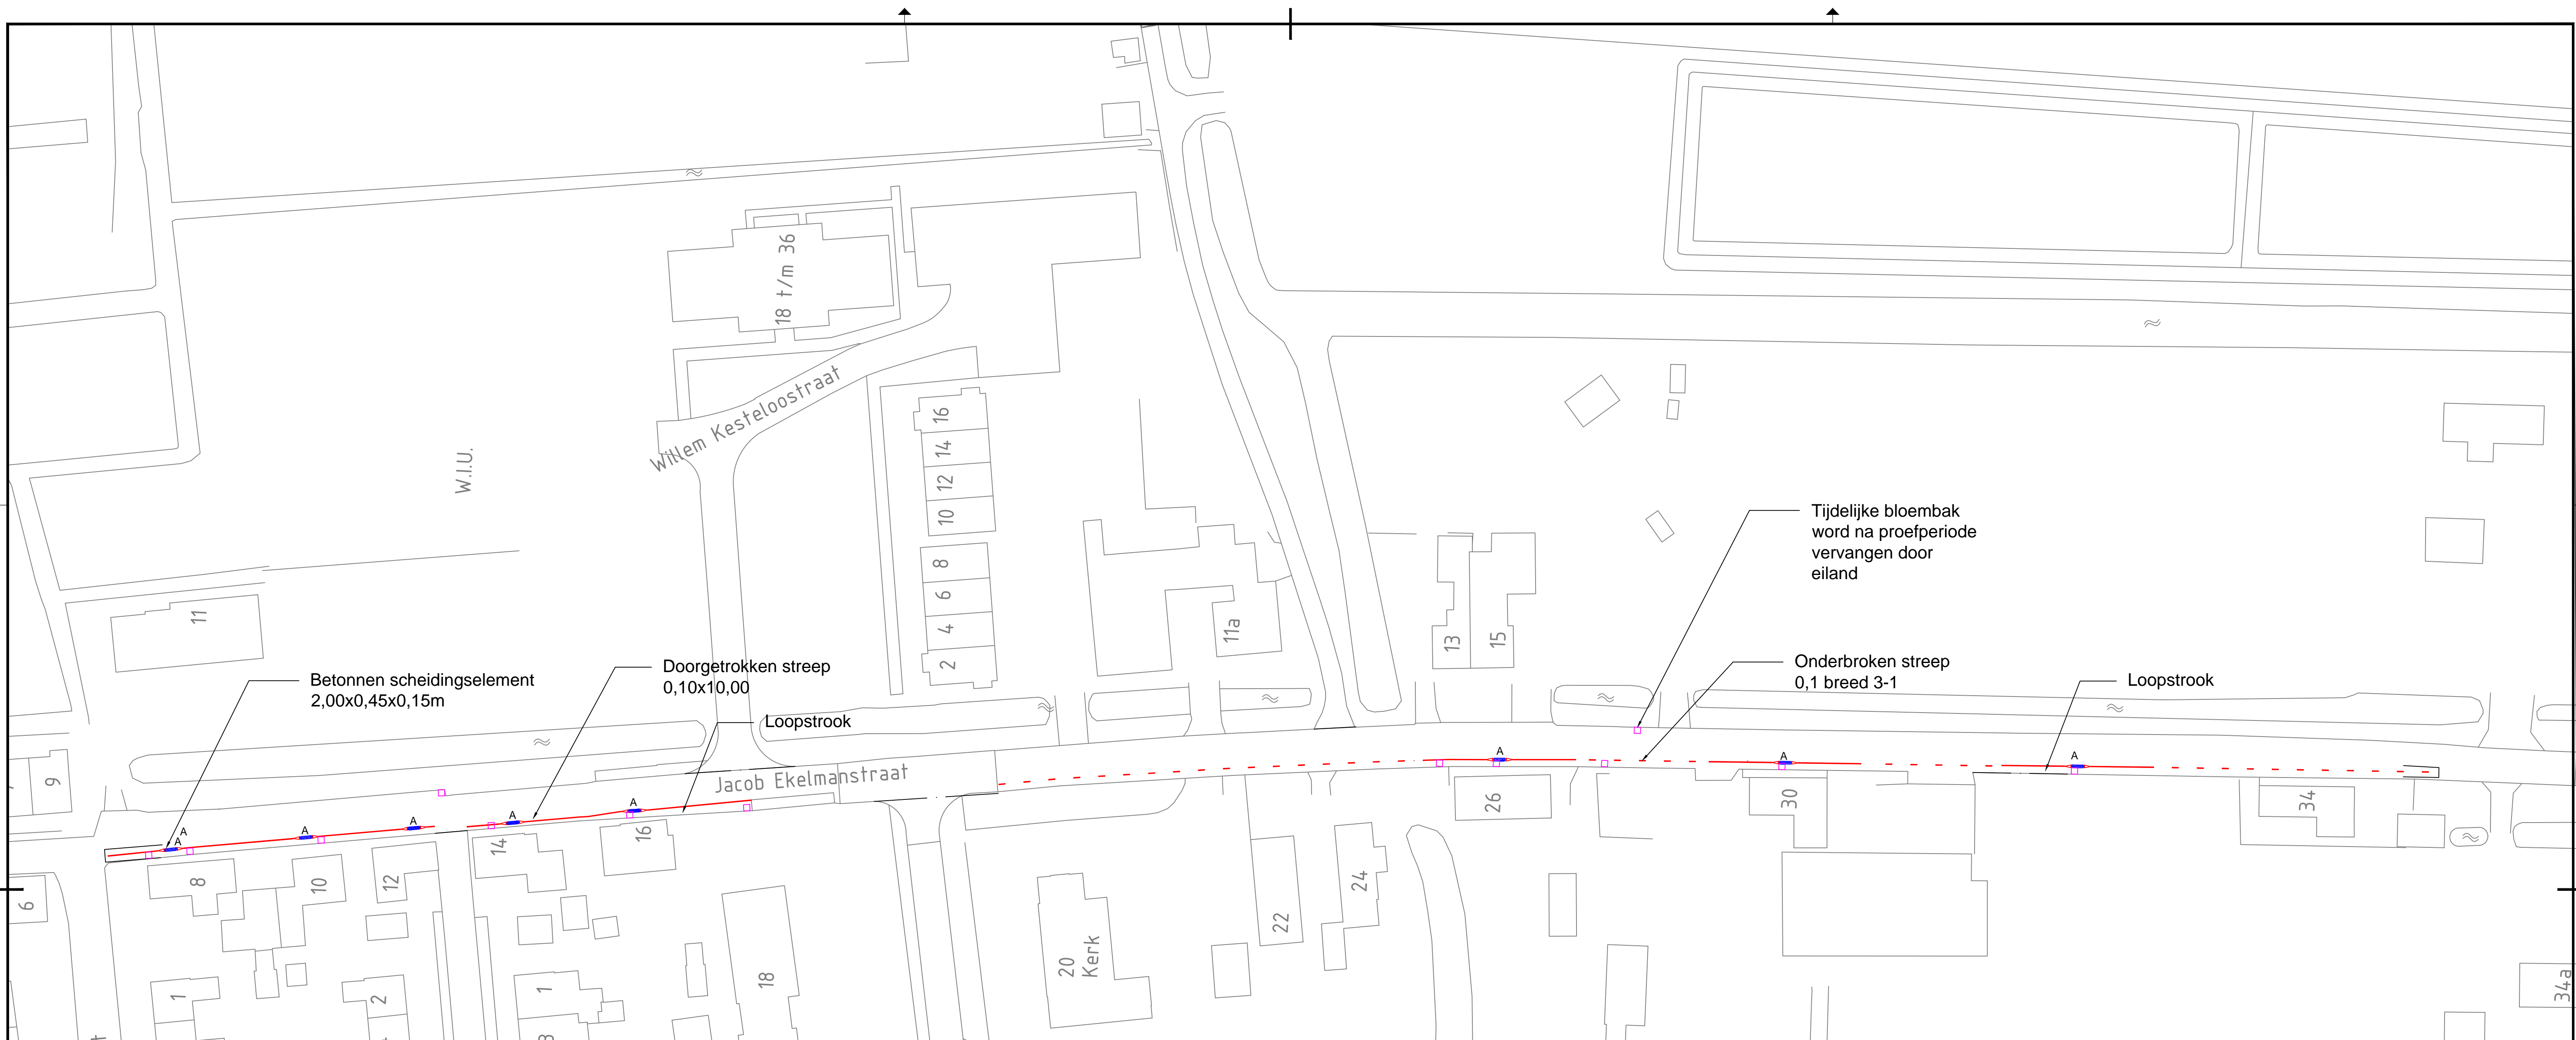 18 t/m 36
Willem Kesteloostraat
W.I.U.
16
14
12
10
8
6
4
2
11
11a
13
15
Tijdelijke bloembak
word na proefperiode
vervangen door
eiland
Betonnen scheidingselement
2,00x0,45x0,15m
Doorgetrokken streep
0,10x10,00
Loopstrook
Onderbroken streep
0,1 breed 3-1
Loopstrook
Jacob Ekelmanstraat
9
A
A
A
A
A
A
A
A
A
6
8
10
12
14
16
18
20
Kerk
22
24
26
30
34
34a
1
2
1